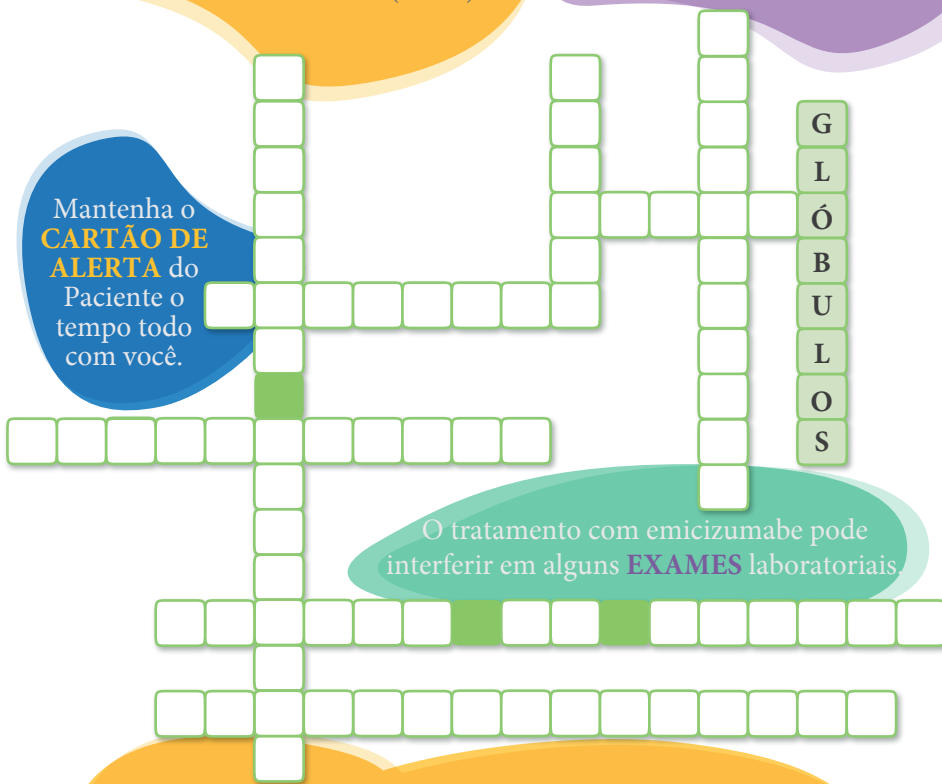 G
L
Ó
B
U
L
O
S
Mantenha o
CARTÃO DE
ALERTA do
Paciente o
tempo todo
com você.
O tratamento com emicizumabe pode
interferir em alguns EXAMES laboratoriais.